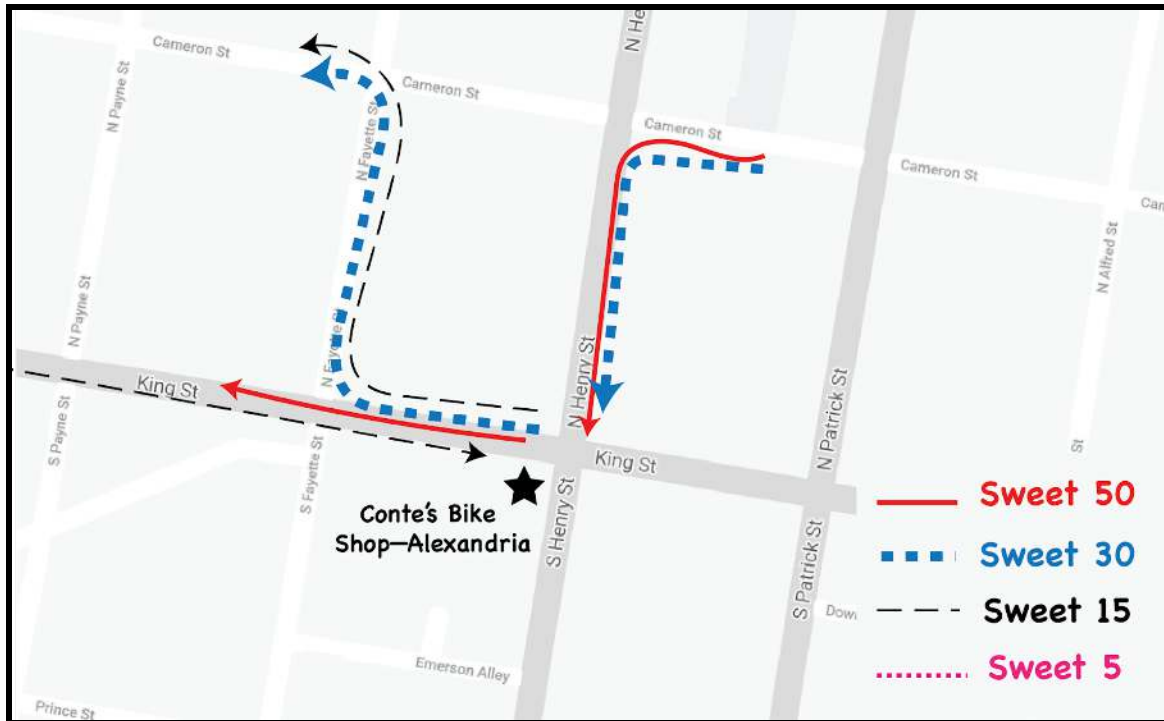 Cameron St
N He
N Payne St
N Fayette St
Cameron St
Cameron St
Cameron St
Cam
N Alfred St
N Payne St
N Fayette St
N Henry St
King St
N Patrick St
S Payne St
S Fayette St
King St
St
Conte's Bike
Shop—Alexandria
S Henry St
S Patrick St
Sweet 50
Sweet 30
Sweet 15
Sweet 5
Dow
Emerson Alley
Prince St